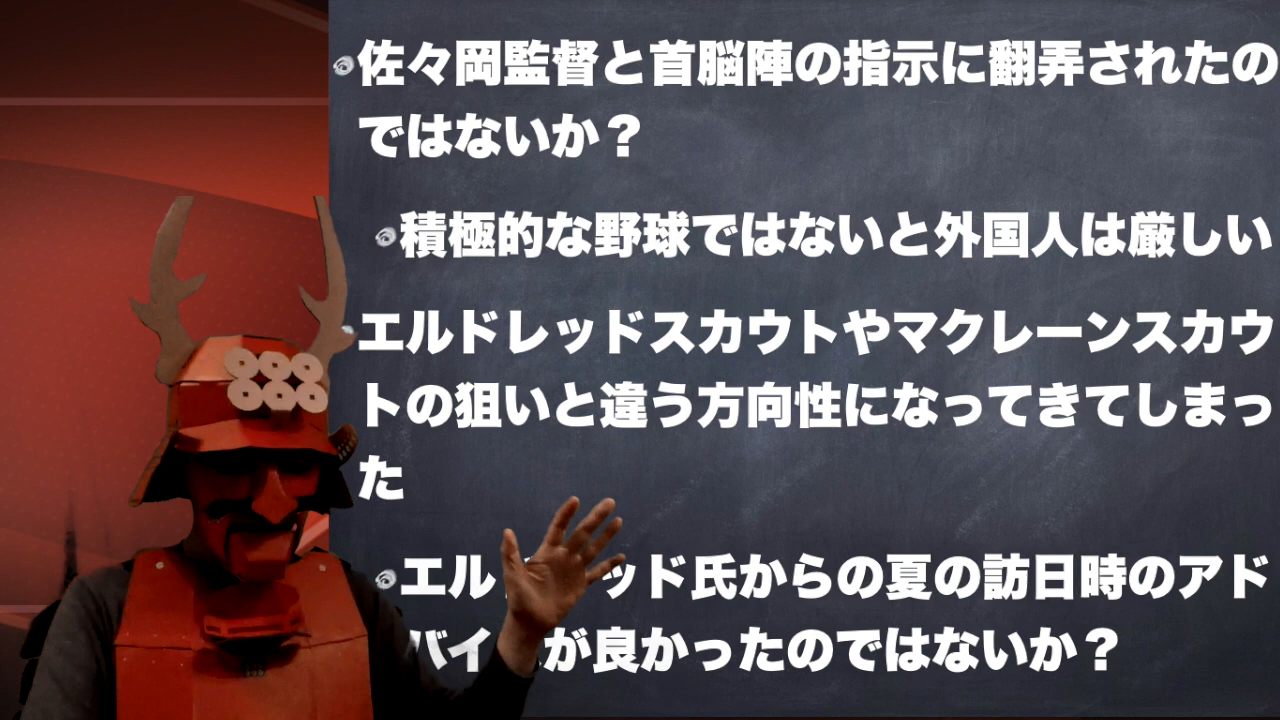 佐々岡監督と首脳陣の指示に翻弄されたの
ではないか？
積極的な野球ではないと外国人は厳しい
エルドレッドスカウトやマクレーンスカウ
トの狙いと違う方向性になってきてしまっ
た
エル ッド氏からの夏の訪日時のアド
バイ が良かったのではないか？